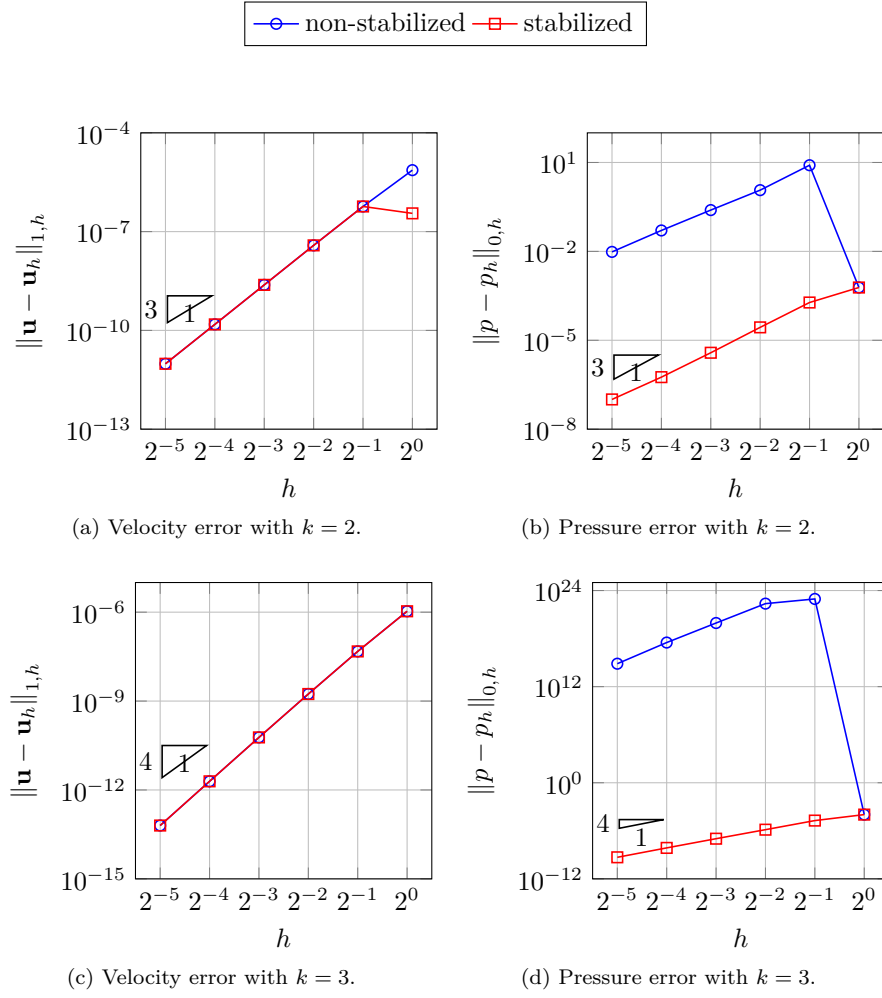 non-stabilized stabilized
10^{-4}
10^{-7}
10^{-10}
10^{-13}
‖u − u_h‖_{1,h}
3
1
2^{-5} 2^{-4} 2^{-3} 2^{-2} 2^{-1} 2^{0}
h
(a) Velocity error with k = 2.
10^{1}
10^{-2}
10^{-5}
10^{-8}
‖p − p_h‖_{0,h}
3
1
2^{-5} 2^{-4} 2^{-3} 2^{-2} 2^{-1} 2^{0}
h
(b) Pressure error with k = 2.
10^{-6}
10^{-9}
10^{-12}
10^{-15}
‖u − u_h‖_{1,h}
4
1
2^{-5} 2^{-4} 2^{-3} 2^{-2} 2^{-1} 2^{0}
h
(c) Velocity error with k = 3.
10^{24}
10^{12}
10^{0}
10^{-12}
‖p − p_h‖_{0,h}
4
1
2^{-5} 2^{-4} 2^{-3} 2^{-2} 2^{-1} 2^{0}
h
(d) Pressure error with k = 3.